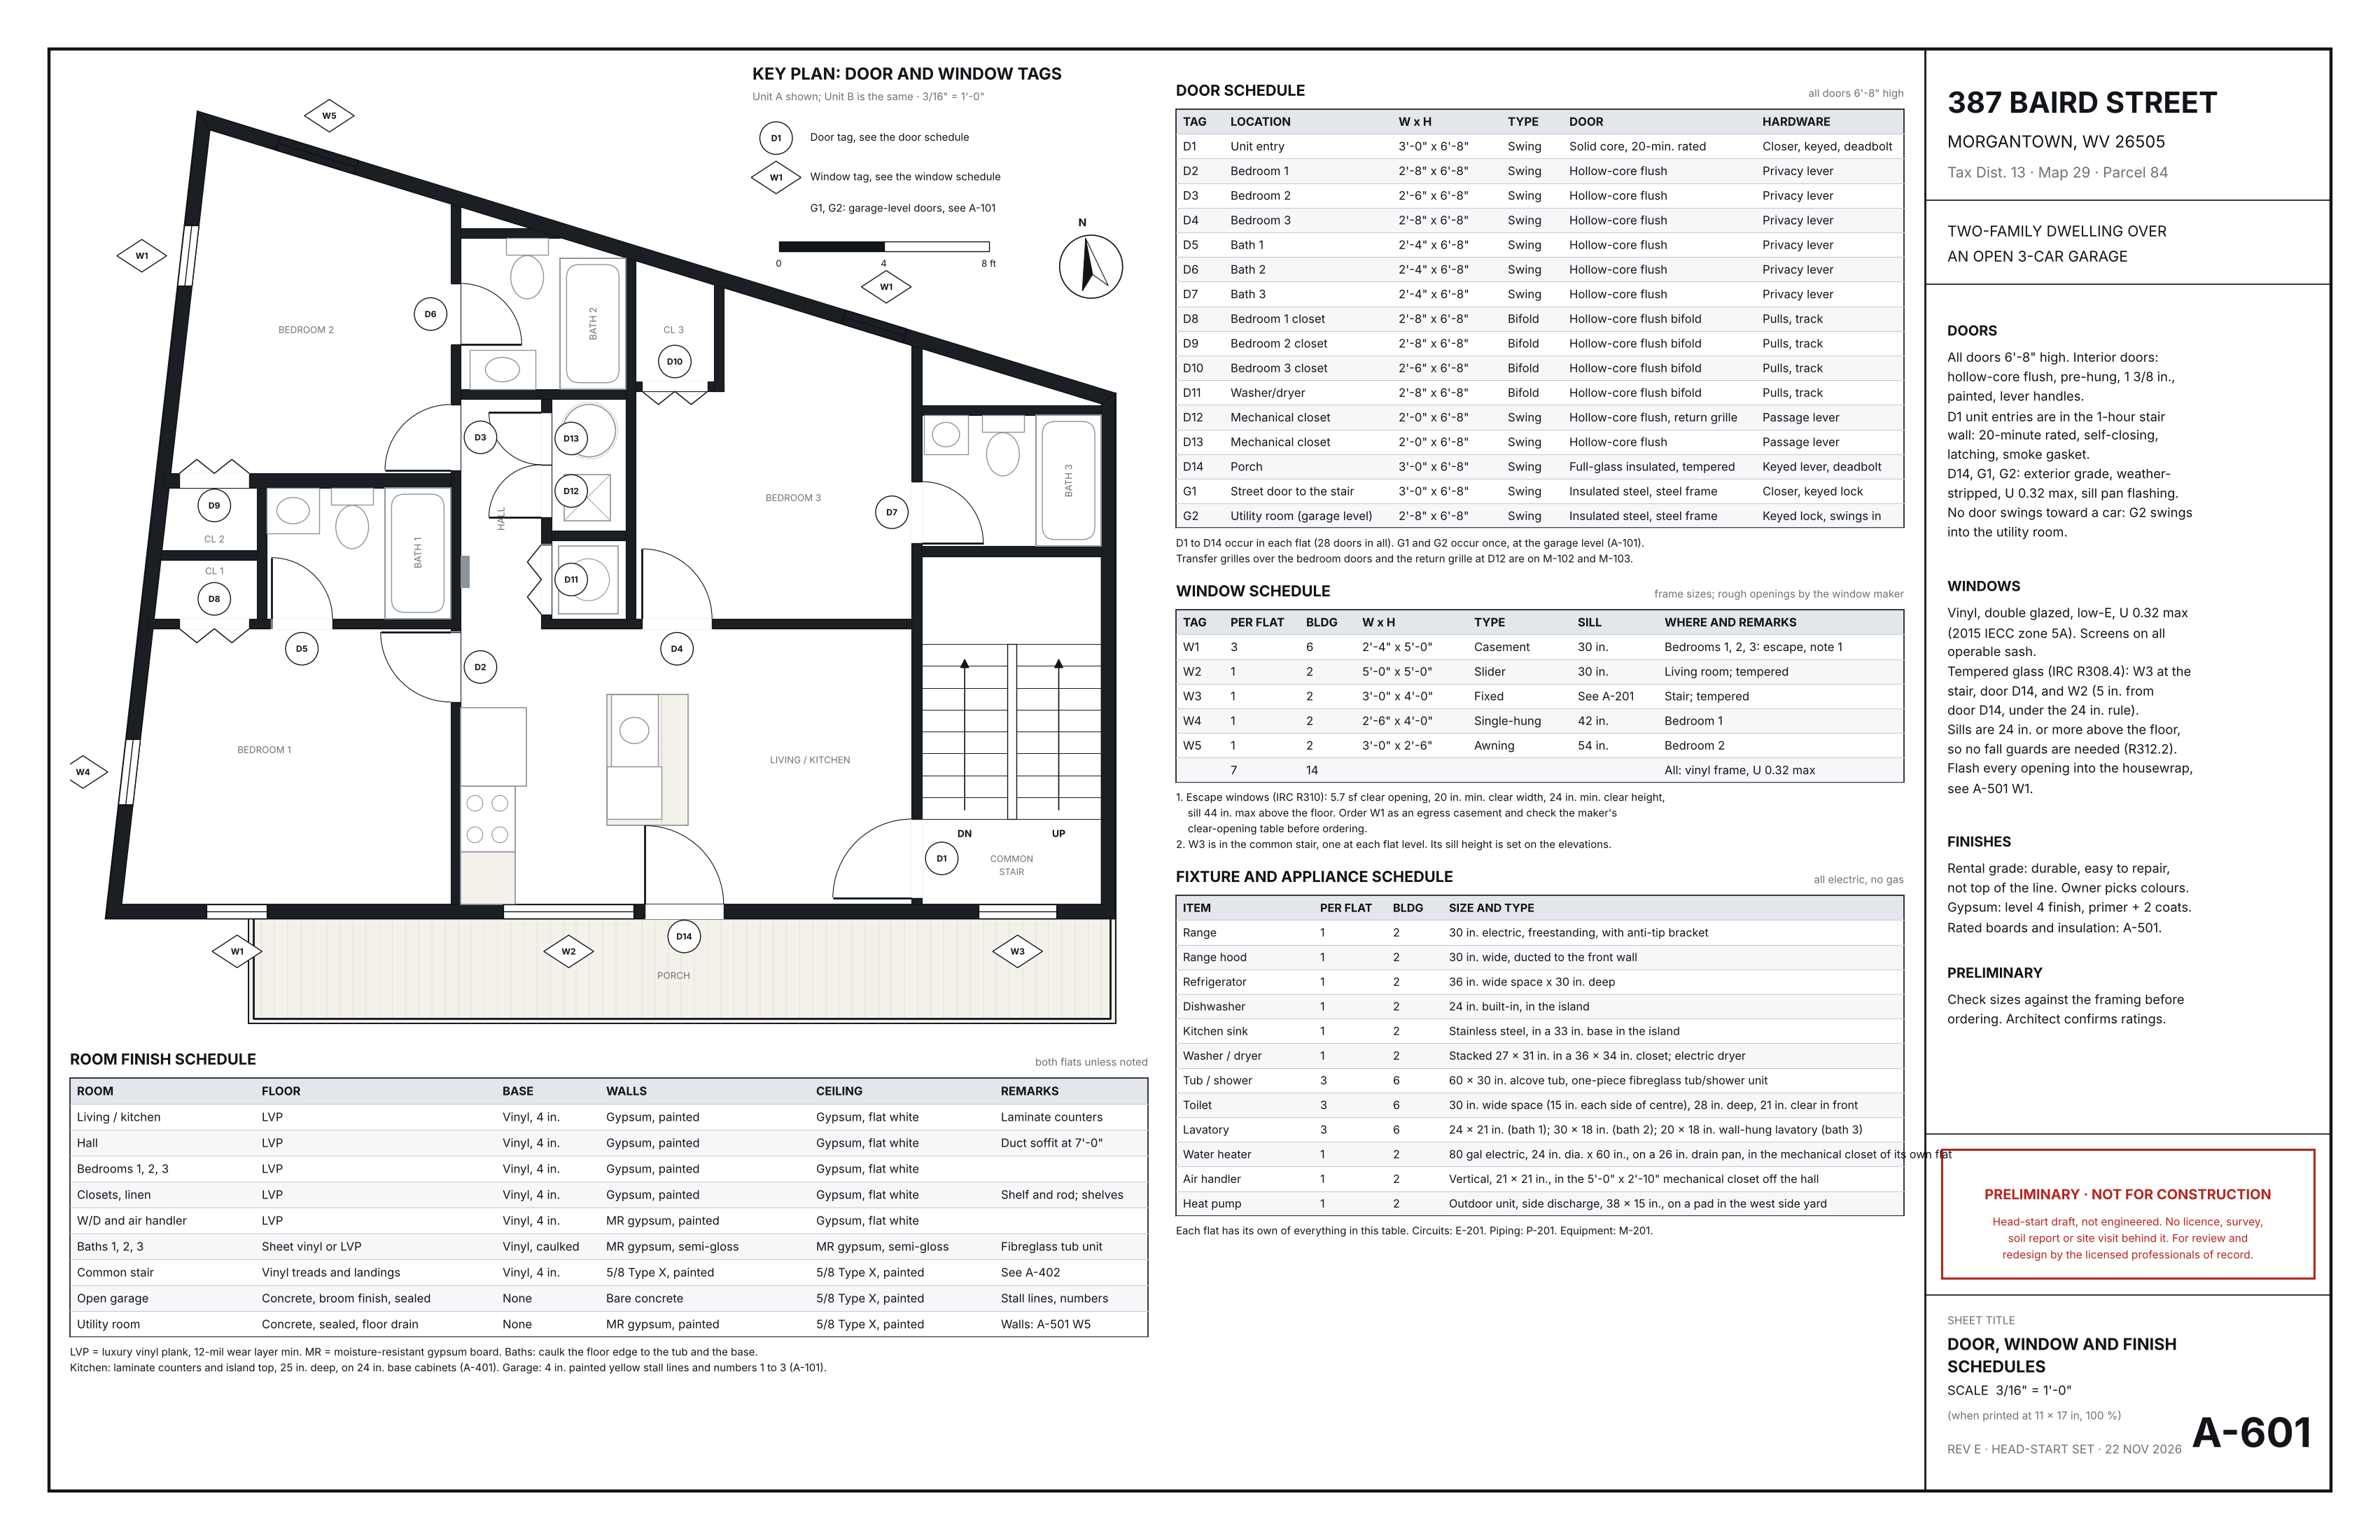 KEY PLAN: DOOR AND WINDOW TAGS
Unit A shown; Unit B is the same · 3/16" = 1'-0"
D1 Door tag, see the door schedule
W1 Window tag, see the window schedule
G1, G2: garage-level doors, see A-101
0 4 8 ft
N
W5
W1
W1
D6
BEDROOM 2
BATH 2
CL 3
D10
D3
D13
D12
D9
CL 2
HALL
BEDROOM 3
D7
BATH 3
BATH 1
CL 1
D8
D11
D5
D2
D4
W4
BEDROOM 1
LIVING / KITCHEN
DN UP
D1
COMMON
STAIR
W1
W2
D14
W3
PORCH
ROOM FINISH SCHEDULE both flats unless noted
ROOM FLOOR BASE WALLS CEILING REMARKS
Living / kitchen LVP Vinyl, 4 in. Gypsum, painted Gypsum, flat white Laminate counters
Hall LVP Vinyl, 4 in. Gypsum, painted Gypsum, flat white Duct soffit at 7'-0"
Bedrooms 1, 2, 3 LVP Vinyl, 4 in. Gypsum, painted Gypsum, flat white
Closets, linen LVP Vinyl, 4 in. Gypsum, painted Gypsum, flat white Shelf and rod; shelves
W/D and air handler LVP Vinyl, 4 in. MR gypsum, painted Gypsum, flat white
Baths 1, 2, 3 Sheet vinyl or LVP Vinyl, caulked MR gypsum, semi-gloss MR gypsum, semi-gloss Fibreglass tub unit
Common stair Vinyl treads and landings Vinyl, 4 in. 5/8 Type X, painted 5/8 Type X, painted See A-402
Open garage Concrete, broom finish, sealed None Bare concrete 5/8 Type X, painted Stall lines, numbers
Utility room Concrete, sealed, floor drain None MR gypsum, painted 5/8 Type X, painted Walls: A-501 W5
LVP = luxury vinyl plank, 12-mil wear layer min. MR = moisture-resistant gypsum board. Baths: caulk the floor edge to the tub and the base.
Kitchen: laminate counters and island top, 25 in. deep, on 24 in. base cabinets (A-401). Garage: 4 in. painted yellow stall lines and numbers 1 to 3 (A-101).
DOOR SCHEDULE all doors 6'-8" high
TAG LOCATION W x H TYPE DOOR HARDWARE
D1 Unit entry 3'-0" x 6'-8" Swing Solid core, 20-min. rated Closer, keyed, deadbolt
D2 Bedroom 1 2'-8" x 6'-8" Swing Hollow-core flush Privacy lever
D3 Bedroom 2 2'-6" x 6'-8" Swing Hollow-core flush Privacy lever
D4 Bedroom 3 2'-8" x 6'-8" Swing Hollow-core flush Privacy lever
D5 Bath 1 2'-4" x 6'-8" Swing Hollow-core flush Privacy lever
D6 Bath 2 2'-4" x 6'-8" Swing Hollow-core flush Privacy lever
D7 Bath 3 2'-4" x 6'-8" Swing Hollow-core flush Privacy lever
D8 Bedroom 1 closet 2'-8" x 6'-8" Bifold Hollow-core flush bifold Pulls, track
D9 Bedroom 2 closet 2'-8" x 6'-8" Bifold Hollow-core flush bifold Pulls, track
D10 Bedroom 3 closet 2'-6" x 6'-8" Bifold Hollow-core flush bifold Pulls, track
D11 Washer/dryer 2'-8" x 6'-8" Bifold Hollow-core flush bifold Pulls, track
D12 Mechanical closet 2'-0" x 6'-8" Swing Hollow-core flush, return grille Passage lever
D13 Mechanical closet 2'-0" x 6'-8" Swing Hollow-core flush Passage lever
D14 Porch 3'-0" x 6'-8" Swing Full-glass insulated, tempered Keyed lever, deadbolt
G1 Street door to the stair 3'-0" x 6'-8" Swing Insulated steel, steel frame Closer, keyed lock
G2 Utility room (garage level) 2'-8" x 6'-8" Swing Insulated steel, steel frame Keyed lock, swings in
D1 to D14 occur in each flat (28 doors in all). G1 and G2 occur once, at the garage level (A-101).
Transfer grilles over the bedroom doors and the return grille at D12 are on M-102 and M-103.
WINDOW SCHEDULE frame sizes; rough openings by the window maker
TAG PER FLAT BLDG W x H TYPE SILL WHERE AND REMARKS
W1 3 6 2'-4" x 5'-0" Casement 30 in. Bedrooms 1, 2, 3: escape, note 1
W2 1 2 5'-0" x 5'-0" Slider 30 in. Living room; tempered
W3 1 2 3'-0" x 4'-0" Fixed See A-201 Stair; tempered
W4 1 2 2'-6" x 4'-0" Single-hung 42 in. Bedroom 1
W5 1 2 3'-0" x 2'-6" Awning 54 in. Bedroom 2
7 14 All: vinyl frame, U 0.32 max
1. Escape windows (IRC R310): 5.7 sf clear opening, 20 in. min. clear width, 24 in. min. clear height,
sill 44 in. max above the floor. Order W1 as an egress casement and check the maker's
clear-opening table before ordering.
2. W3 is in the common stair, one at each flat level. Its sill height is set on the elevations.
FIXTURE AND APPLIANCE SCHEDULE all electric, no gas
ITEM PER FLAT BLDG SIZE AND TYPE
Range 1 2 30 in. electric, freestanding, with anti-tip bracket
Range hood 1 2 30 in. wide, ducted to the front wall
Refrigerator 1 2 36 in. wide space x 30 in. deep
Dishwasher 1 2 24 in. built-in, in the island
Kitchen sink 1 2 Stainless steel, in a 33 in. base in the island
Washer / dryer 1 2 Stacked 27 × 31 in. in a 36 × 34 in. closet; electric dryer
Tub / shower 3 6 60 × 30 in. alcove tub, one-piece fibreglass tub/shower unit
Toilet 3 6 30 in. wide space (15 in. each side of centre), 28 in. deep, 21 in. clear in front
Lavatory 3 6 24 × 21 in. (bath 1); 30 × 18 in. (bath 2); 20 × 18 in. wall-hung lavatory (bath 3)
Water heater 1 2 80 gal electric, 24 in. dia. x 60 in., on a 26 in. drain pan, in the mechanical closet of its own flat
Air handler 1 2 Vertical, 21 × 21 in., in the 5'-0" x 2'-10" mechanical closet off the hall
Heat pump 1 2 Outdoor unit, side discharge, 38 × 15 in., on a pad in the west side yard
Each flat has its own of everything in this table. Circuits: E-201. Piping: P-201. Equipment: M-201.
387 BAIRD STREET
MORGANTOWN, WV 26505
Tax Dist. 13 · Map 29 · Parcel 84
TWO-FAMILY DWELLING OVER
AN OPEN 3-CAR GARAGE
DOORS
All doors 6'-8" high. Interior doors:
hollow-core flush, pre-hung, 1 3/8 in.,
painted, lever handles.
D1 unit entries are in the 1-hour stair
wall: 20-minute rated, self-closing,
latching, smoke gasket.
D14, G1, G2: exterior grade, weather-
stripped, U 0.32 max, sill pan flashing.
No door swings toward a car: G2 swings
into the utility room.
WINDOWS
Vinyl, double glazed, low-E, U 0.32 max
(2015 IECC zone 5A). Screens on all
operable sash.
Tempered glass (IRC R308.4): W3 at the
stair, door D14, and W2 (5 in. from
door D14, under the 24 in. rule).
Sills are 24 in. or more above the floor,
so no fall guards are needed (R312.2).
Flash every opening into the housewrap,
see A-501 W1.
FINISHES
Rental grade: durable, easy to repair,
not top of the line. Owner picks colours.
Gypsum: level 4 finish, primer + 2 coats.
Rated boards and insulation: A-501.
PRELIMINARY
Check sizes against the framing before
ordering. Architect confirms ratings.
PRELIMINARY · NOT FOR CONSTRUCTION
Head-start draft, not engineered. No licence, survey,
soil report or site visit behind it. For review and
redesign by the licensed professionals of record.
SHEET TITLE
DOOR, WINDOW AND FINISH
SCHEDULES
SCALE 3/16" = 1'-0"
(when printed at 11 × 17 in, 100 %)
REV E · HEAD-START SET · 22 NOV 2026
A-601